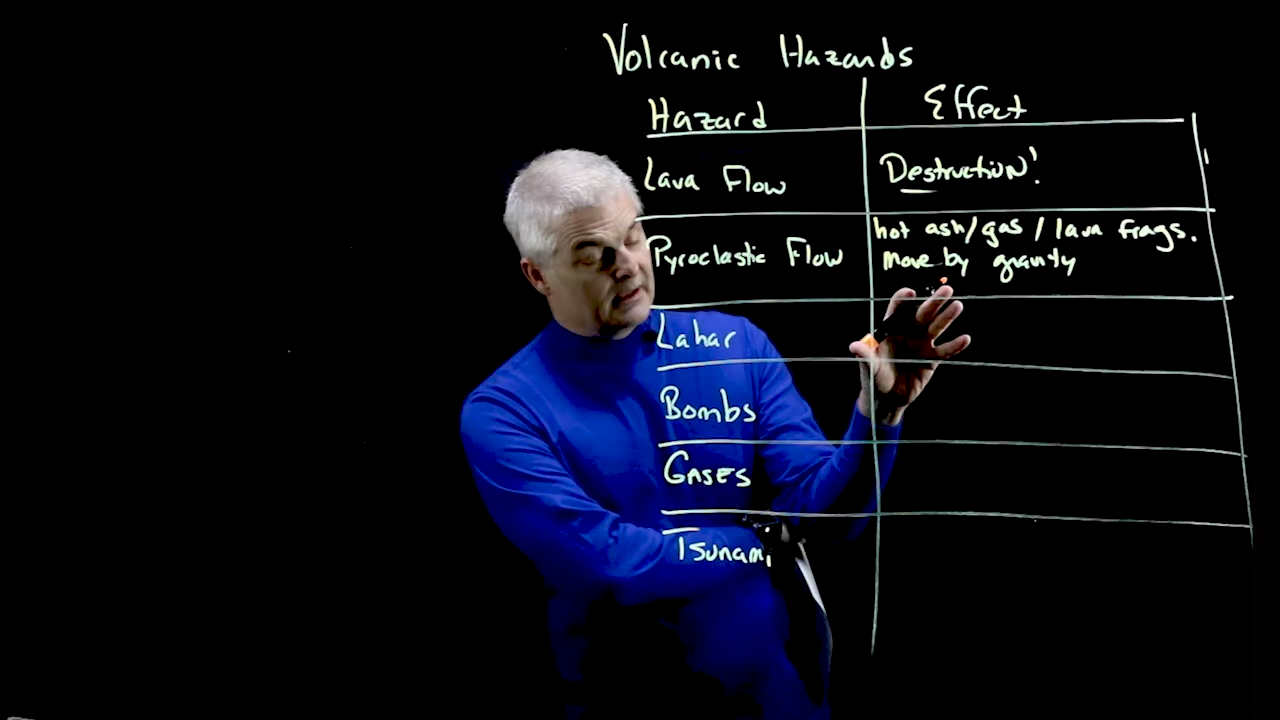 Volcanic Hazards
Hazard Effect
Lava Flow Destruction!
Pyroclastic Flow hot ash/gas/lava frags.
move by gravity
Lahar
Bombs
GASES
Tsunami